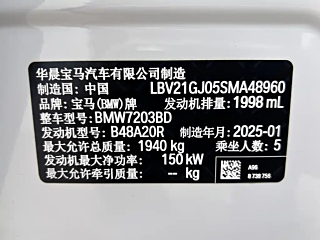 华晨宝马汽车有限公司制造
制造国: 中国 LBV21GJ05SMA48960
品牌: 宝马(BMW)牌 发动机排量: 1998 mL
整车型号: BMW7203BD
发动机型号: B48A20R 制造年月: 2025-01
最大允许总质量: 1940 kg 乘坐人数: 5
最大净功率: 150 kW
最大允许牵引质量: -- kg
A96
8 739 756